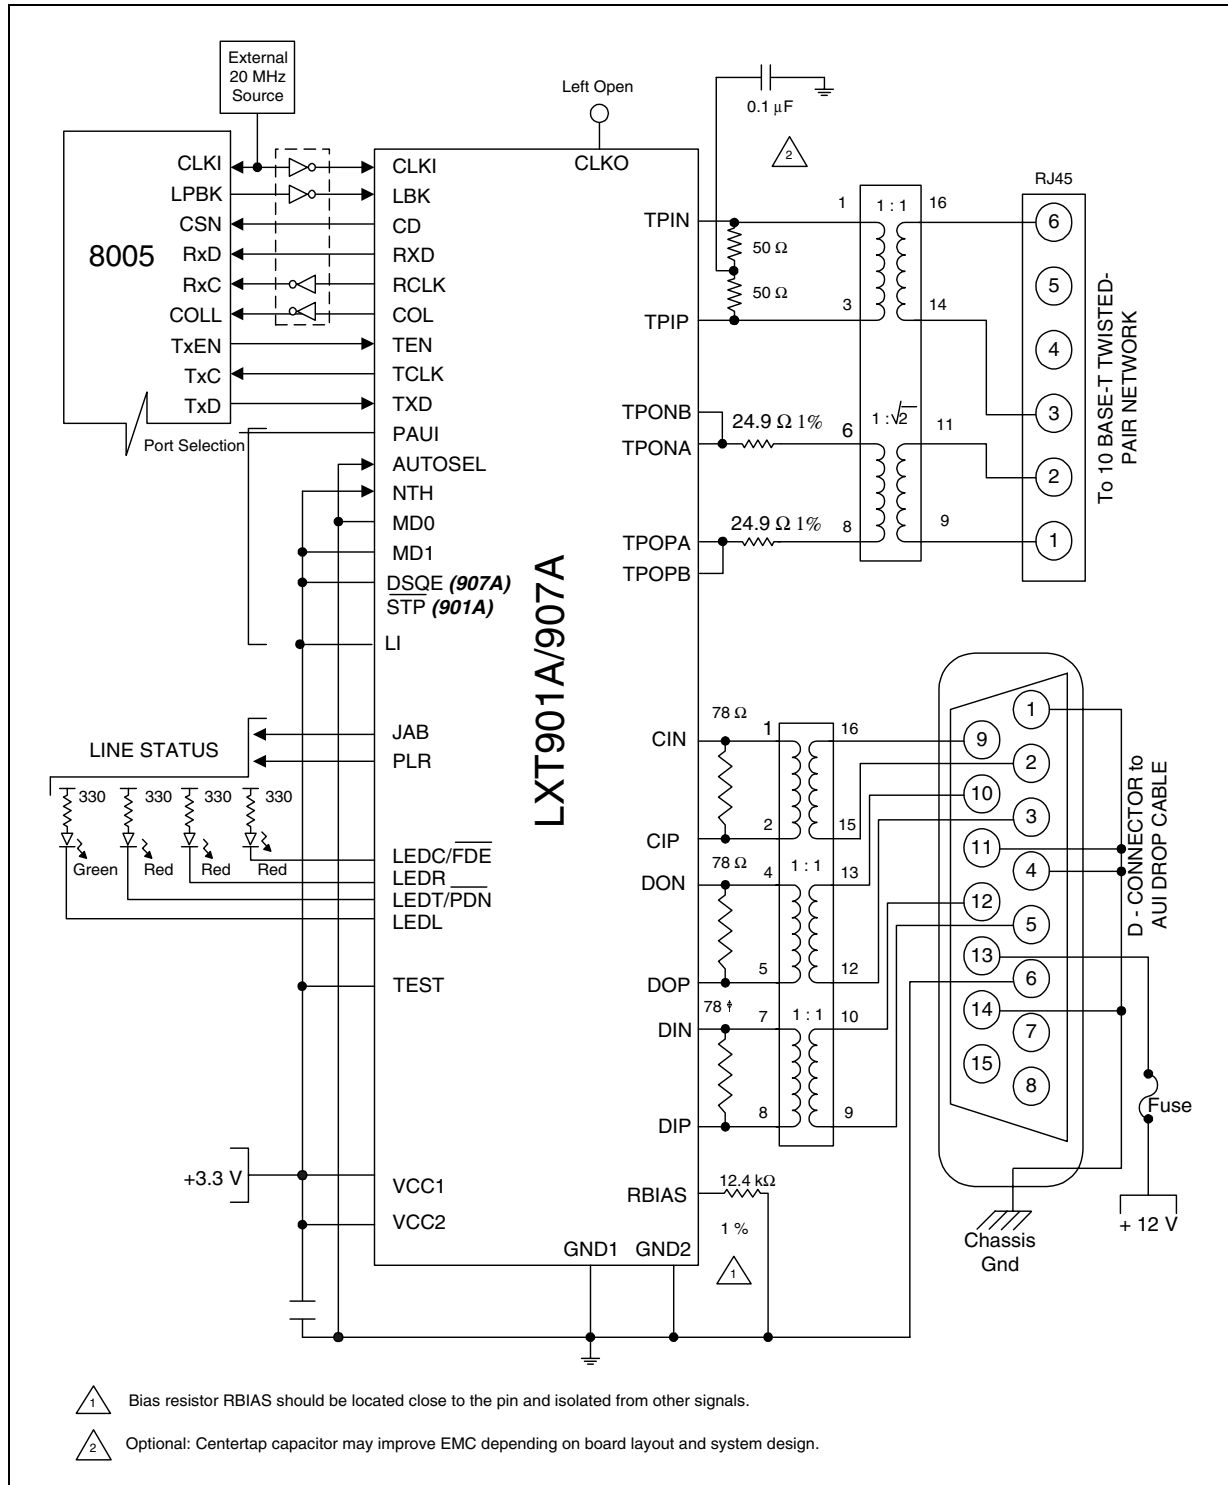 External
20 MHz
Source
Left Open
0.1 µF
2
8005
CLKI
LPBK
CSN
RxD
RxC
COLL
TxEN
TxC
TxD
Port Selection
CLKO
CLKI
LBK
CD
RXD
RCLK
COL
TEN
TCLK
TXD
PAUI
AUTOSEL
NTH
MD0
MD1
DSQE (907A)
STP (901A)
LI
JAB
PLR
LEDC/FDE
LEDR
LEDT/PDN
LEDL
TEST
VCC1
VCC2
GND1 GND2
LXT901A/907A
LINE STATUS
330 330 330 330
Green Red Red Red
+3.3 V
TPIN
TPIP
TPONB
TPONA
TPOPA
TPOPB
CIN
CIP
DON
DOP
DIN
DIP
RBIAS
50 Ω
50 Ω
24.9 Ω 1%
24.9 Ω 1%
1 1 : 1 16
3 14
1 : √2
6 11
8 9
RJ45
6
5
4
3
2
1
To 10 BASE-T TWISTED-
PAIR NETWORK
78 Ω 1 16
2 15
78 Ω 4 1 : 1 13
5 12
78 ⌽ 7 1 : 1 10
8 9
1
9
2
10
3
11
4
12
5
13
6
14
7
15
8
D - CONNECTOR to
AUI DROP CABLE
Fuse
+ 12 V
Chassis
Gnd
12.4 kΩ
1 %
1
1 Bias resistor RBIAS should be located close to the pin and isolated from other signals.
2 Optional: Centertap capacitor may improve EMC depending on board layout and system design.